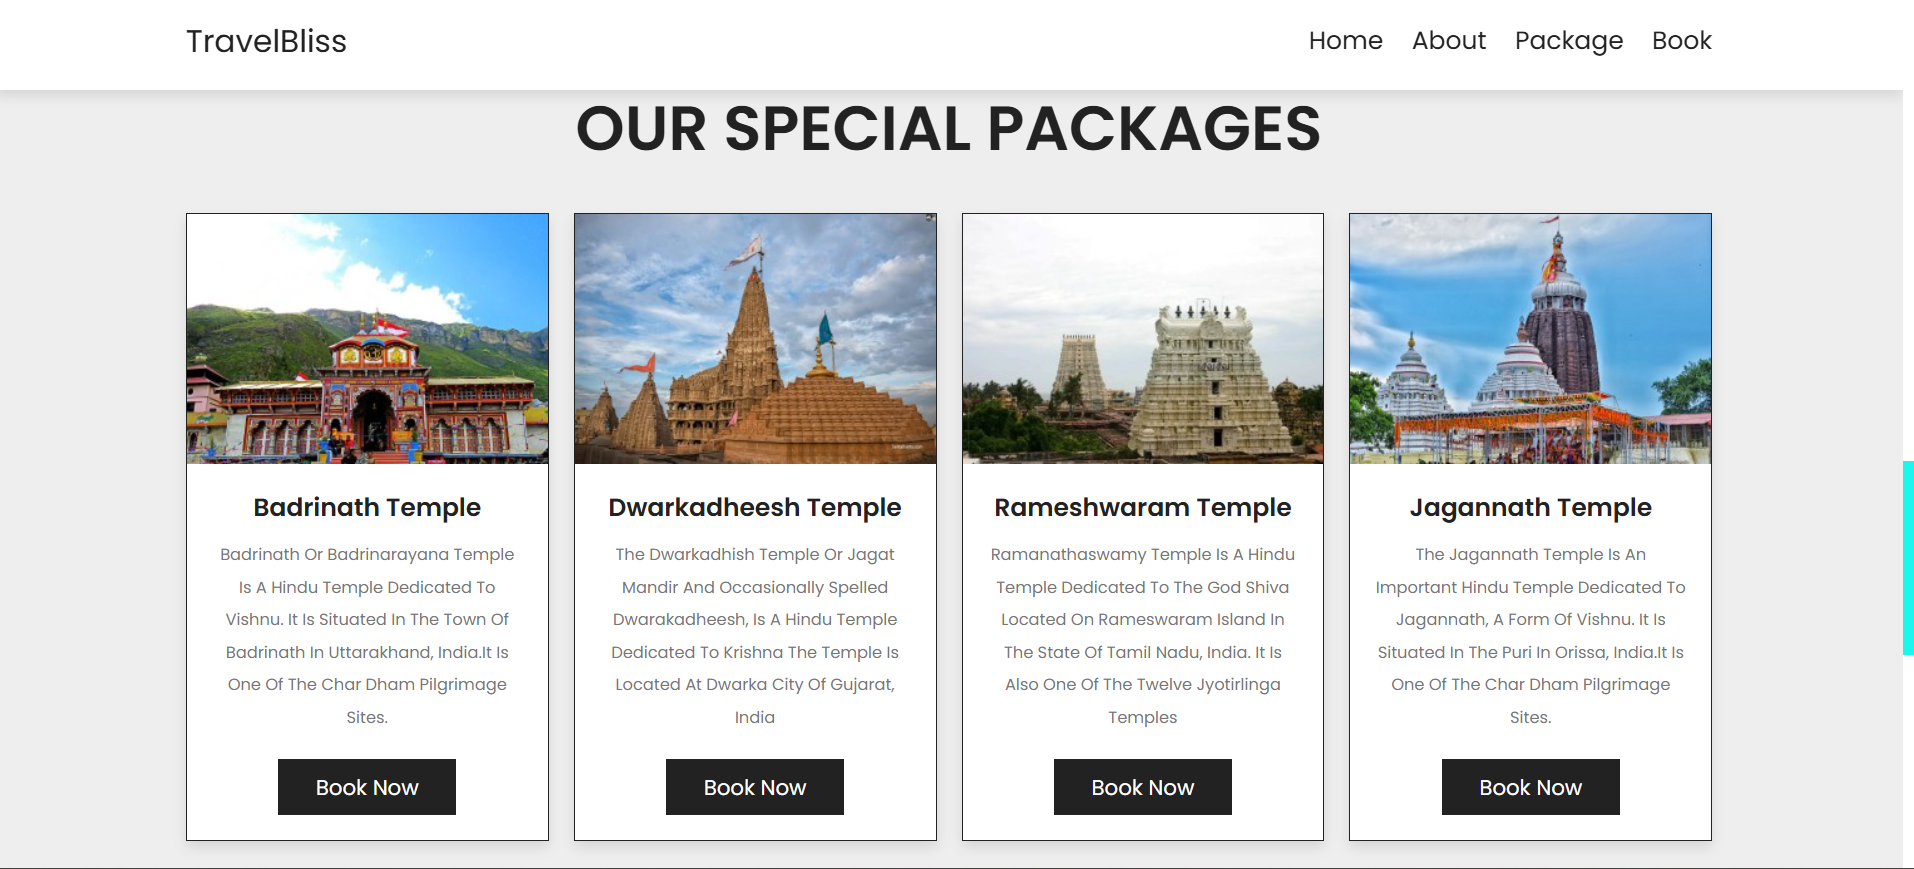 TravelBliss
Home About Package Book
OUR SPECIAL PACKAGES
Badrinath Temple
Badrinath Or Badrinarayana Temple
Is A Hindu Temple Dedicated To
Vishnu. It Is Situated In The Town Of
Badrinath In Uttarakhand, India.It Is
One Of The Char Dham Pilgrimage
Sites.
Book Now
Dwarkadheesh Temple
The Dwarkadhish Temple Or Jagat
Mandir And Occasionally Spelled
Dwarakadheesh, Is A Hindu Temple
Dedicated To Krishna The Temple Is
Located At Dwarka City Of Gujarat,
India
Book Now
Rameshwaram Temple
Ramanathaswamy Temple Is A Hindu
Temple Dedicated To The God Shiva
Located On Rameswaram Island In
The State Of Tamil Nadu, India. It Is
Also One Of The Twelve Jyotirlinga
Temples
Book Now
Jagannath Temple
The Jagannath Temple Is An
Important Hindu Temple Dedicated To
Jagannath, A Form Of Vishnu. It Is
Situated In The Puri In Orissa, India.It Is
One Of The Char Dham Pilgrimage
Sites.
Book Now